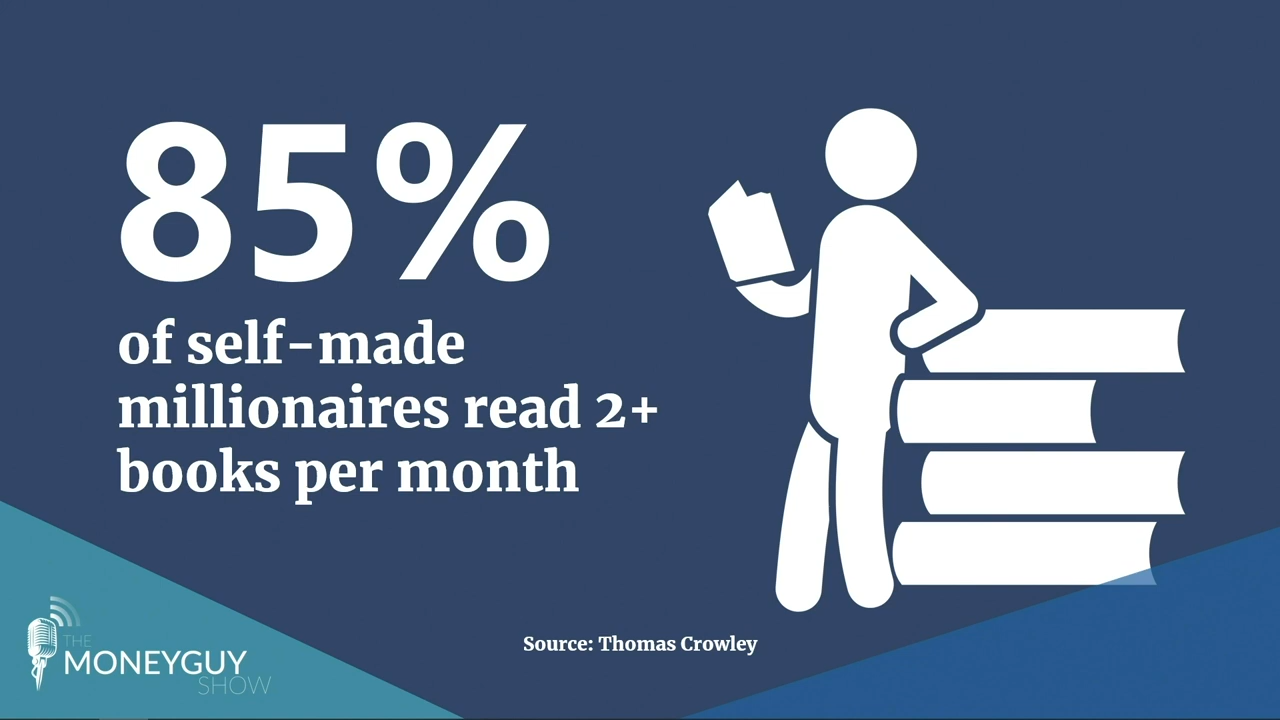 85%
of self-made
millionaires read 2+
books per month
Source: Thomas Crowley
THE
MONEYGUY
SHOW